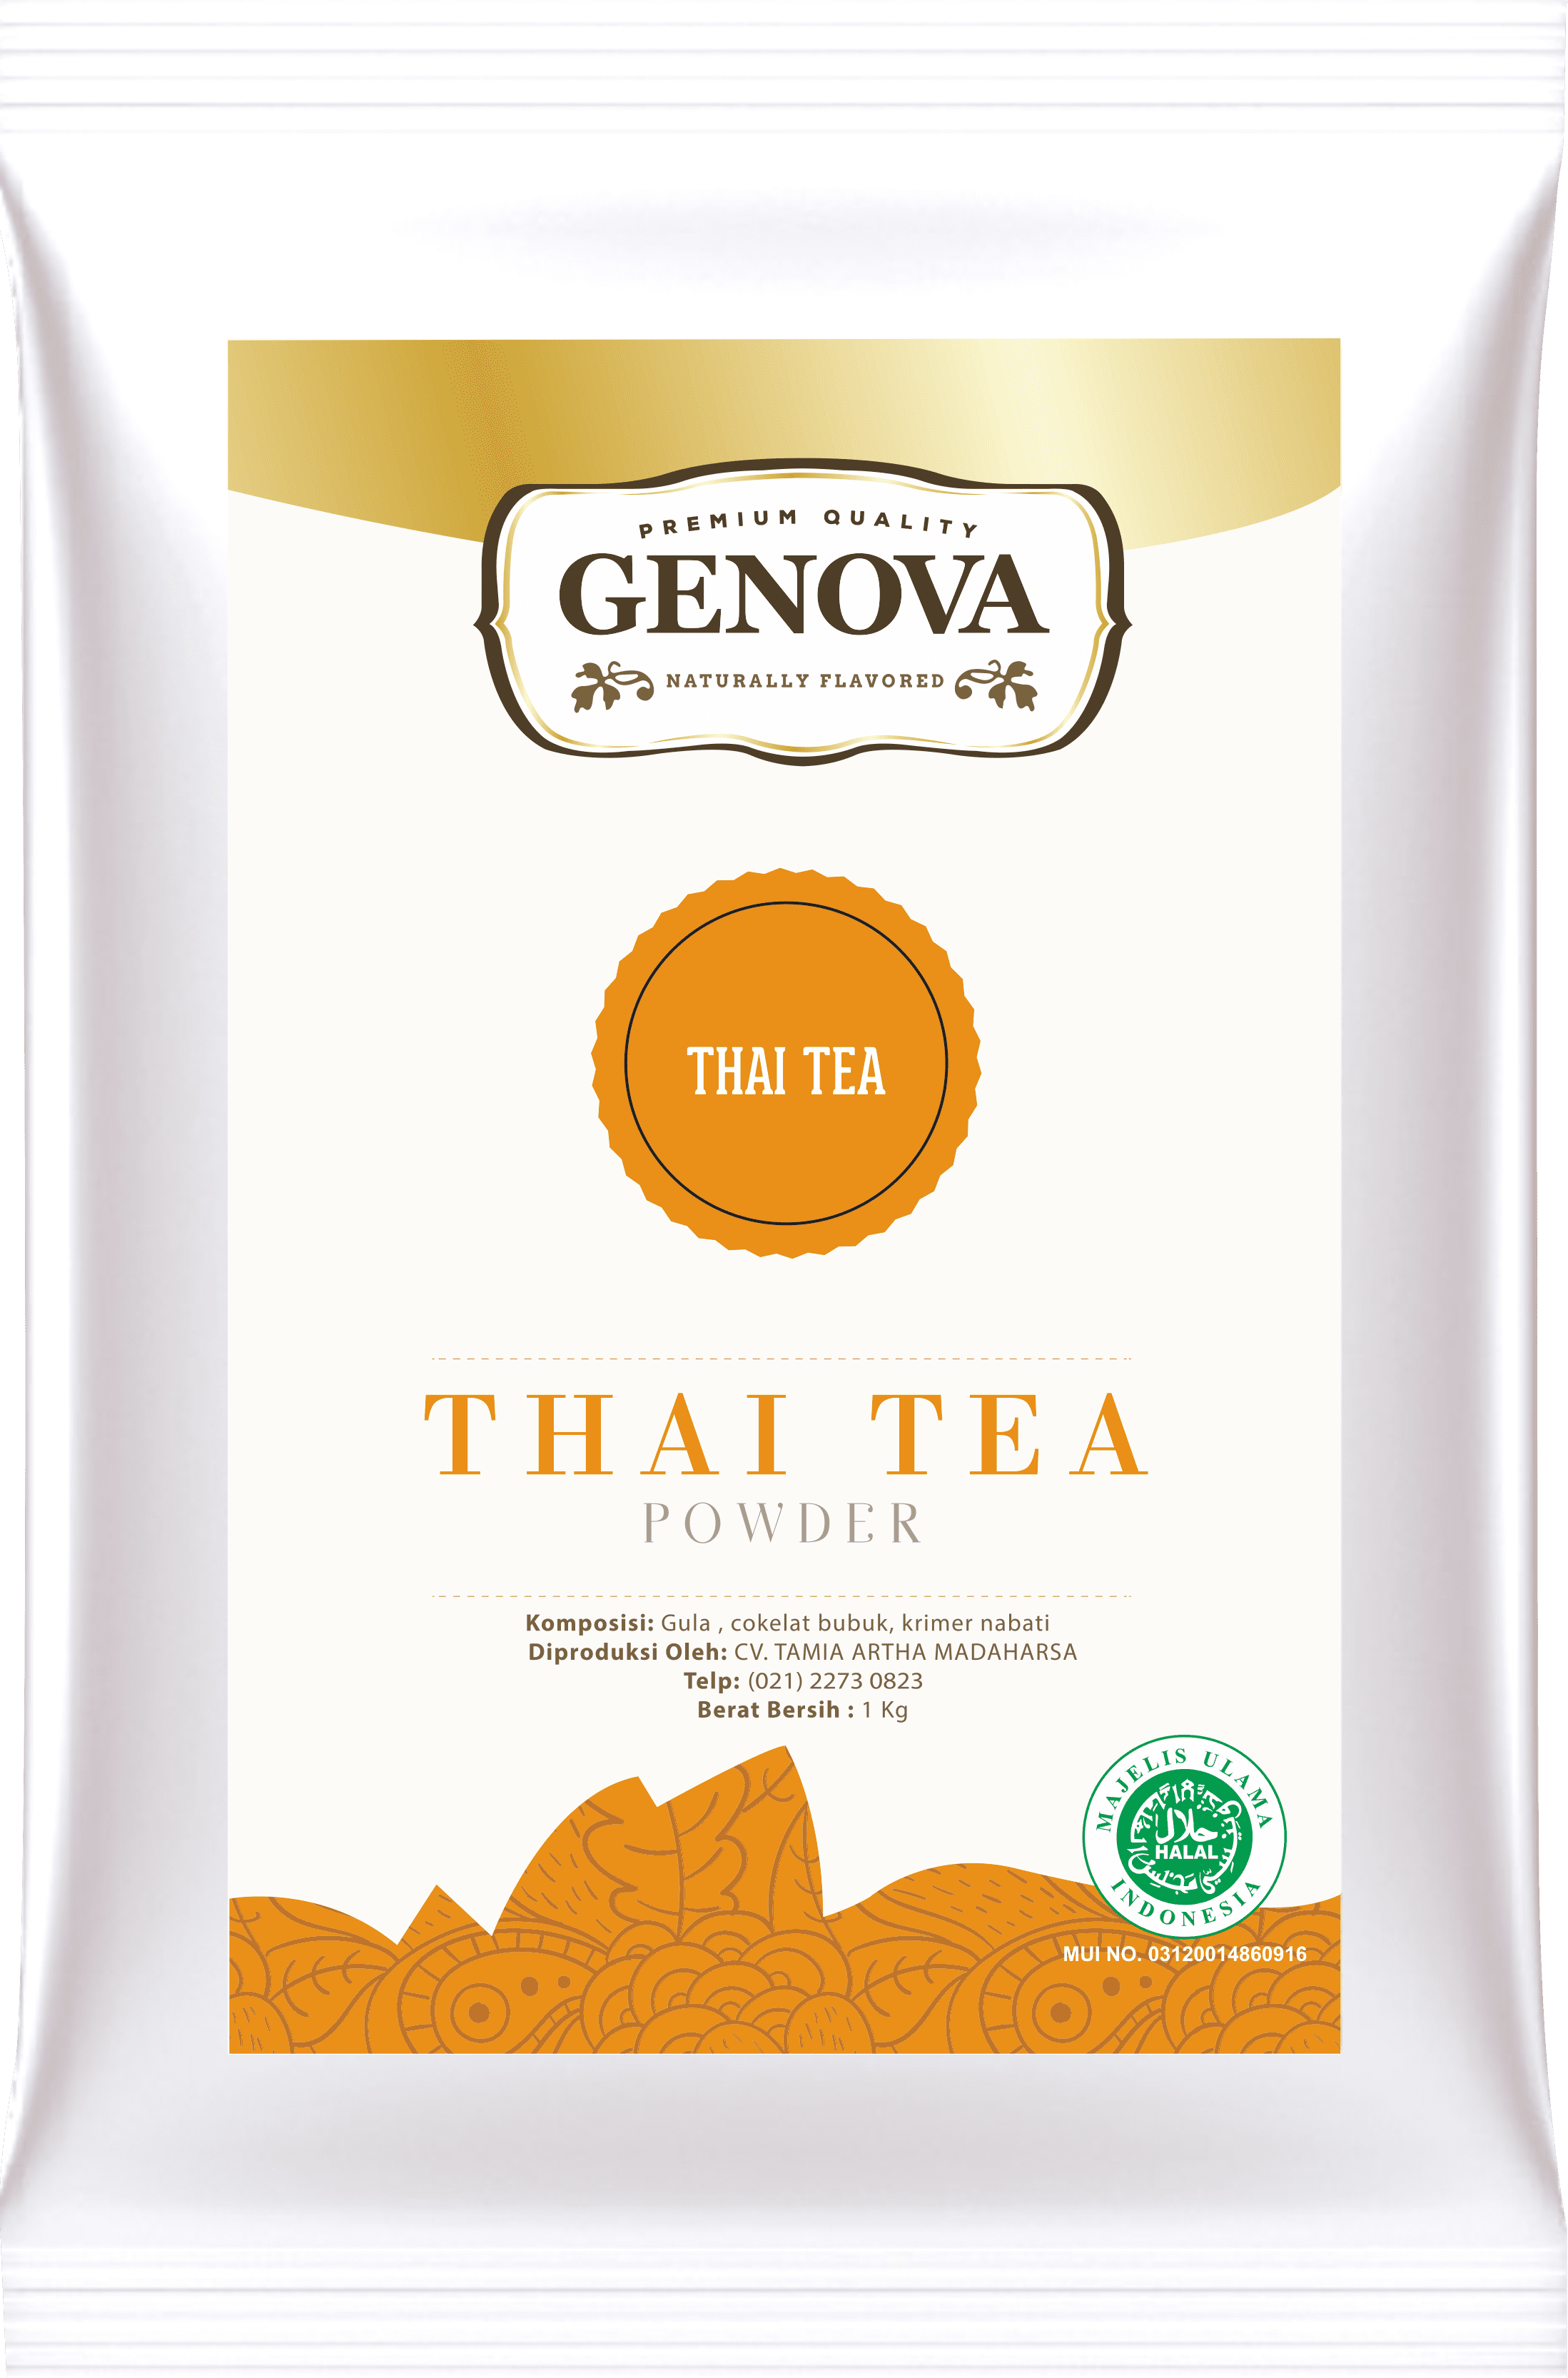 PREMIUM QUALITY
GENOVA
NATURALLY FLAVORED
THAI TEA
THAI TEA
POWDER
Komposisi: Gula , cokelat bubuk, krimer nabati
Diproduksi Oleh: CV. TAMIA ARTHA MADAHARSA
Telp: (021) 2273 0823
Berat Bersih : 1 Kg
MAJELIS ULAMA
حلال
HALAL
INDONESIA
MUI NO. 03120014860916